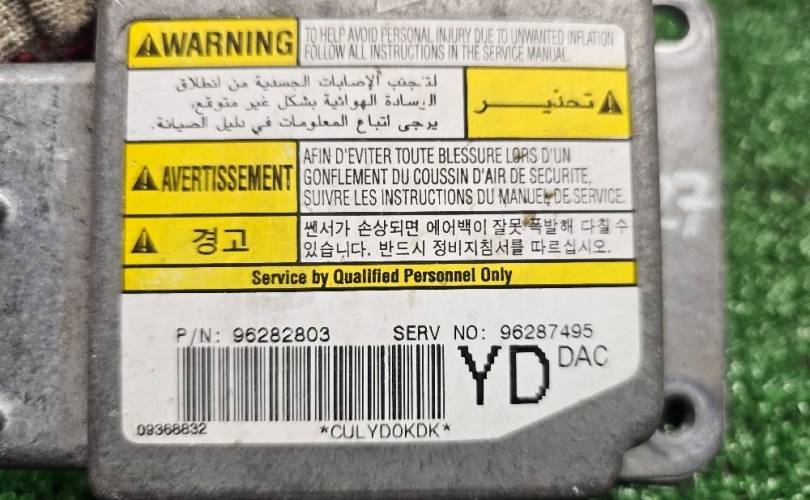 WARNING
TO HELP AVOID PERSONAL INJURY DUE TO UNWANTED INFLATION
FOLLOW ALL INSTRUCTIONS IN THE SERVICE MANUAL.
تحذير
لتجنب الإصابات الجسدية من انطلاق
الوسادة الهوائية بشكل غير متوقع،
يرجى اتباع المعلومات في دليل الصيانة.
AVERTISSEMENT
AFIN D'EVITER TOUTE BLESSURE LORS D'UN
GONFLEMENT DU COUSSIN D'AIR DE SECURITE,
SUIVRE LES INSTRUCTIONS DU MANUEL DE SERVICE.
경고
쎈서가 손상되면 에어백이 잘못 폭발해 다칠 수
있습니다. 반드시 정비지침서를 따르십시오.
Service by Qualified Personnel Only
P/N: 96282803 SERV NO: 96287495
YD DAC
09368832 *CULYD0KDK*